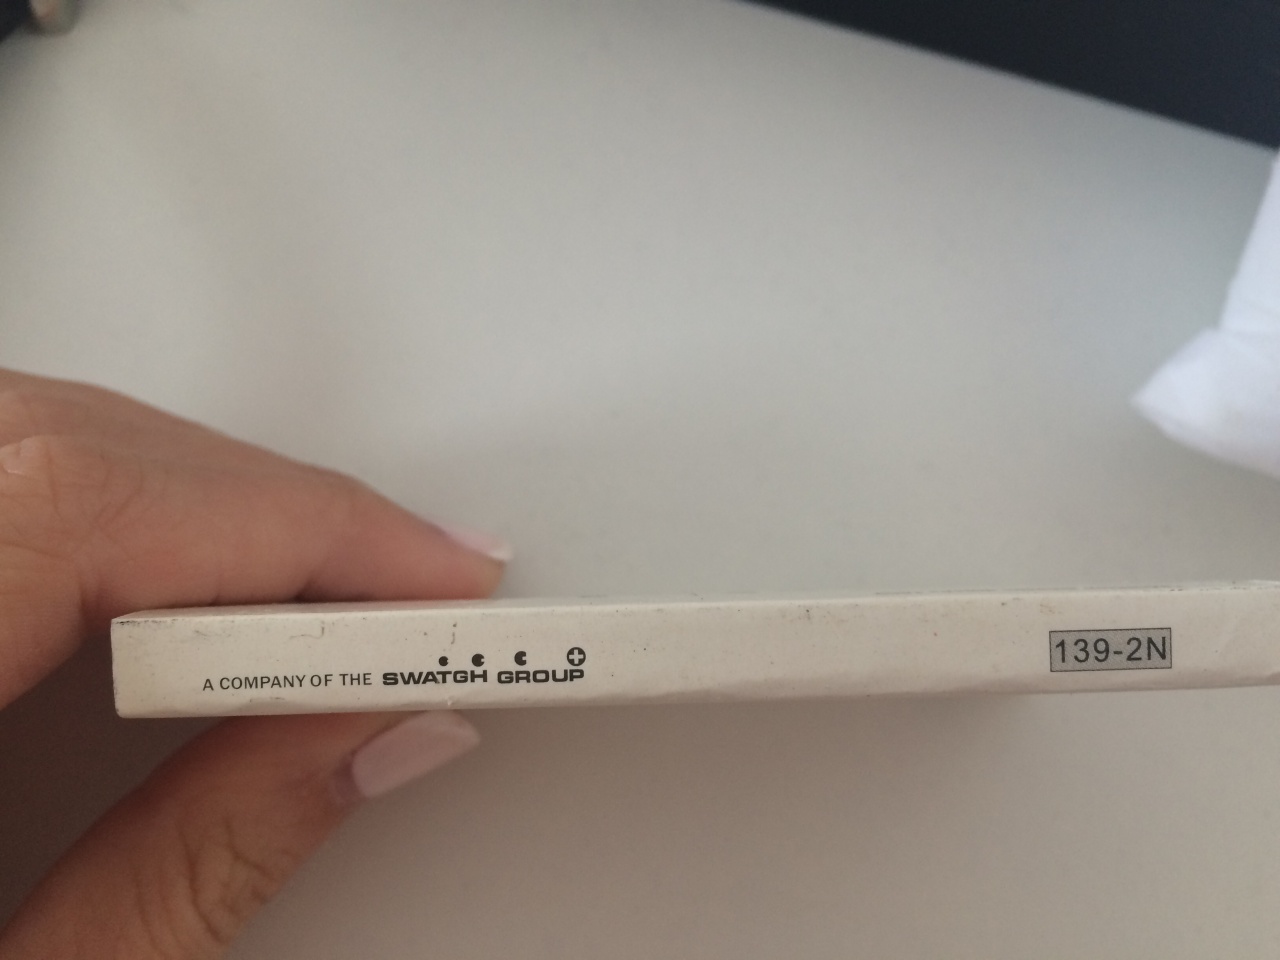 A COMPANY OF THE SWATGH GROUP
139-2N